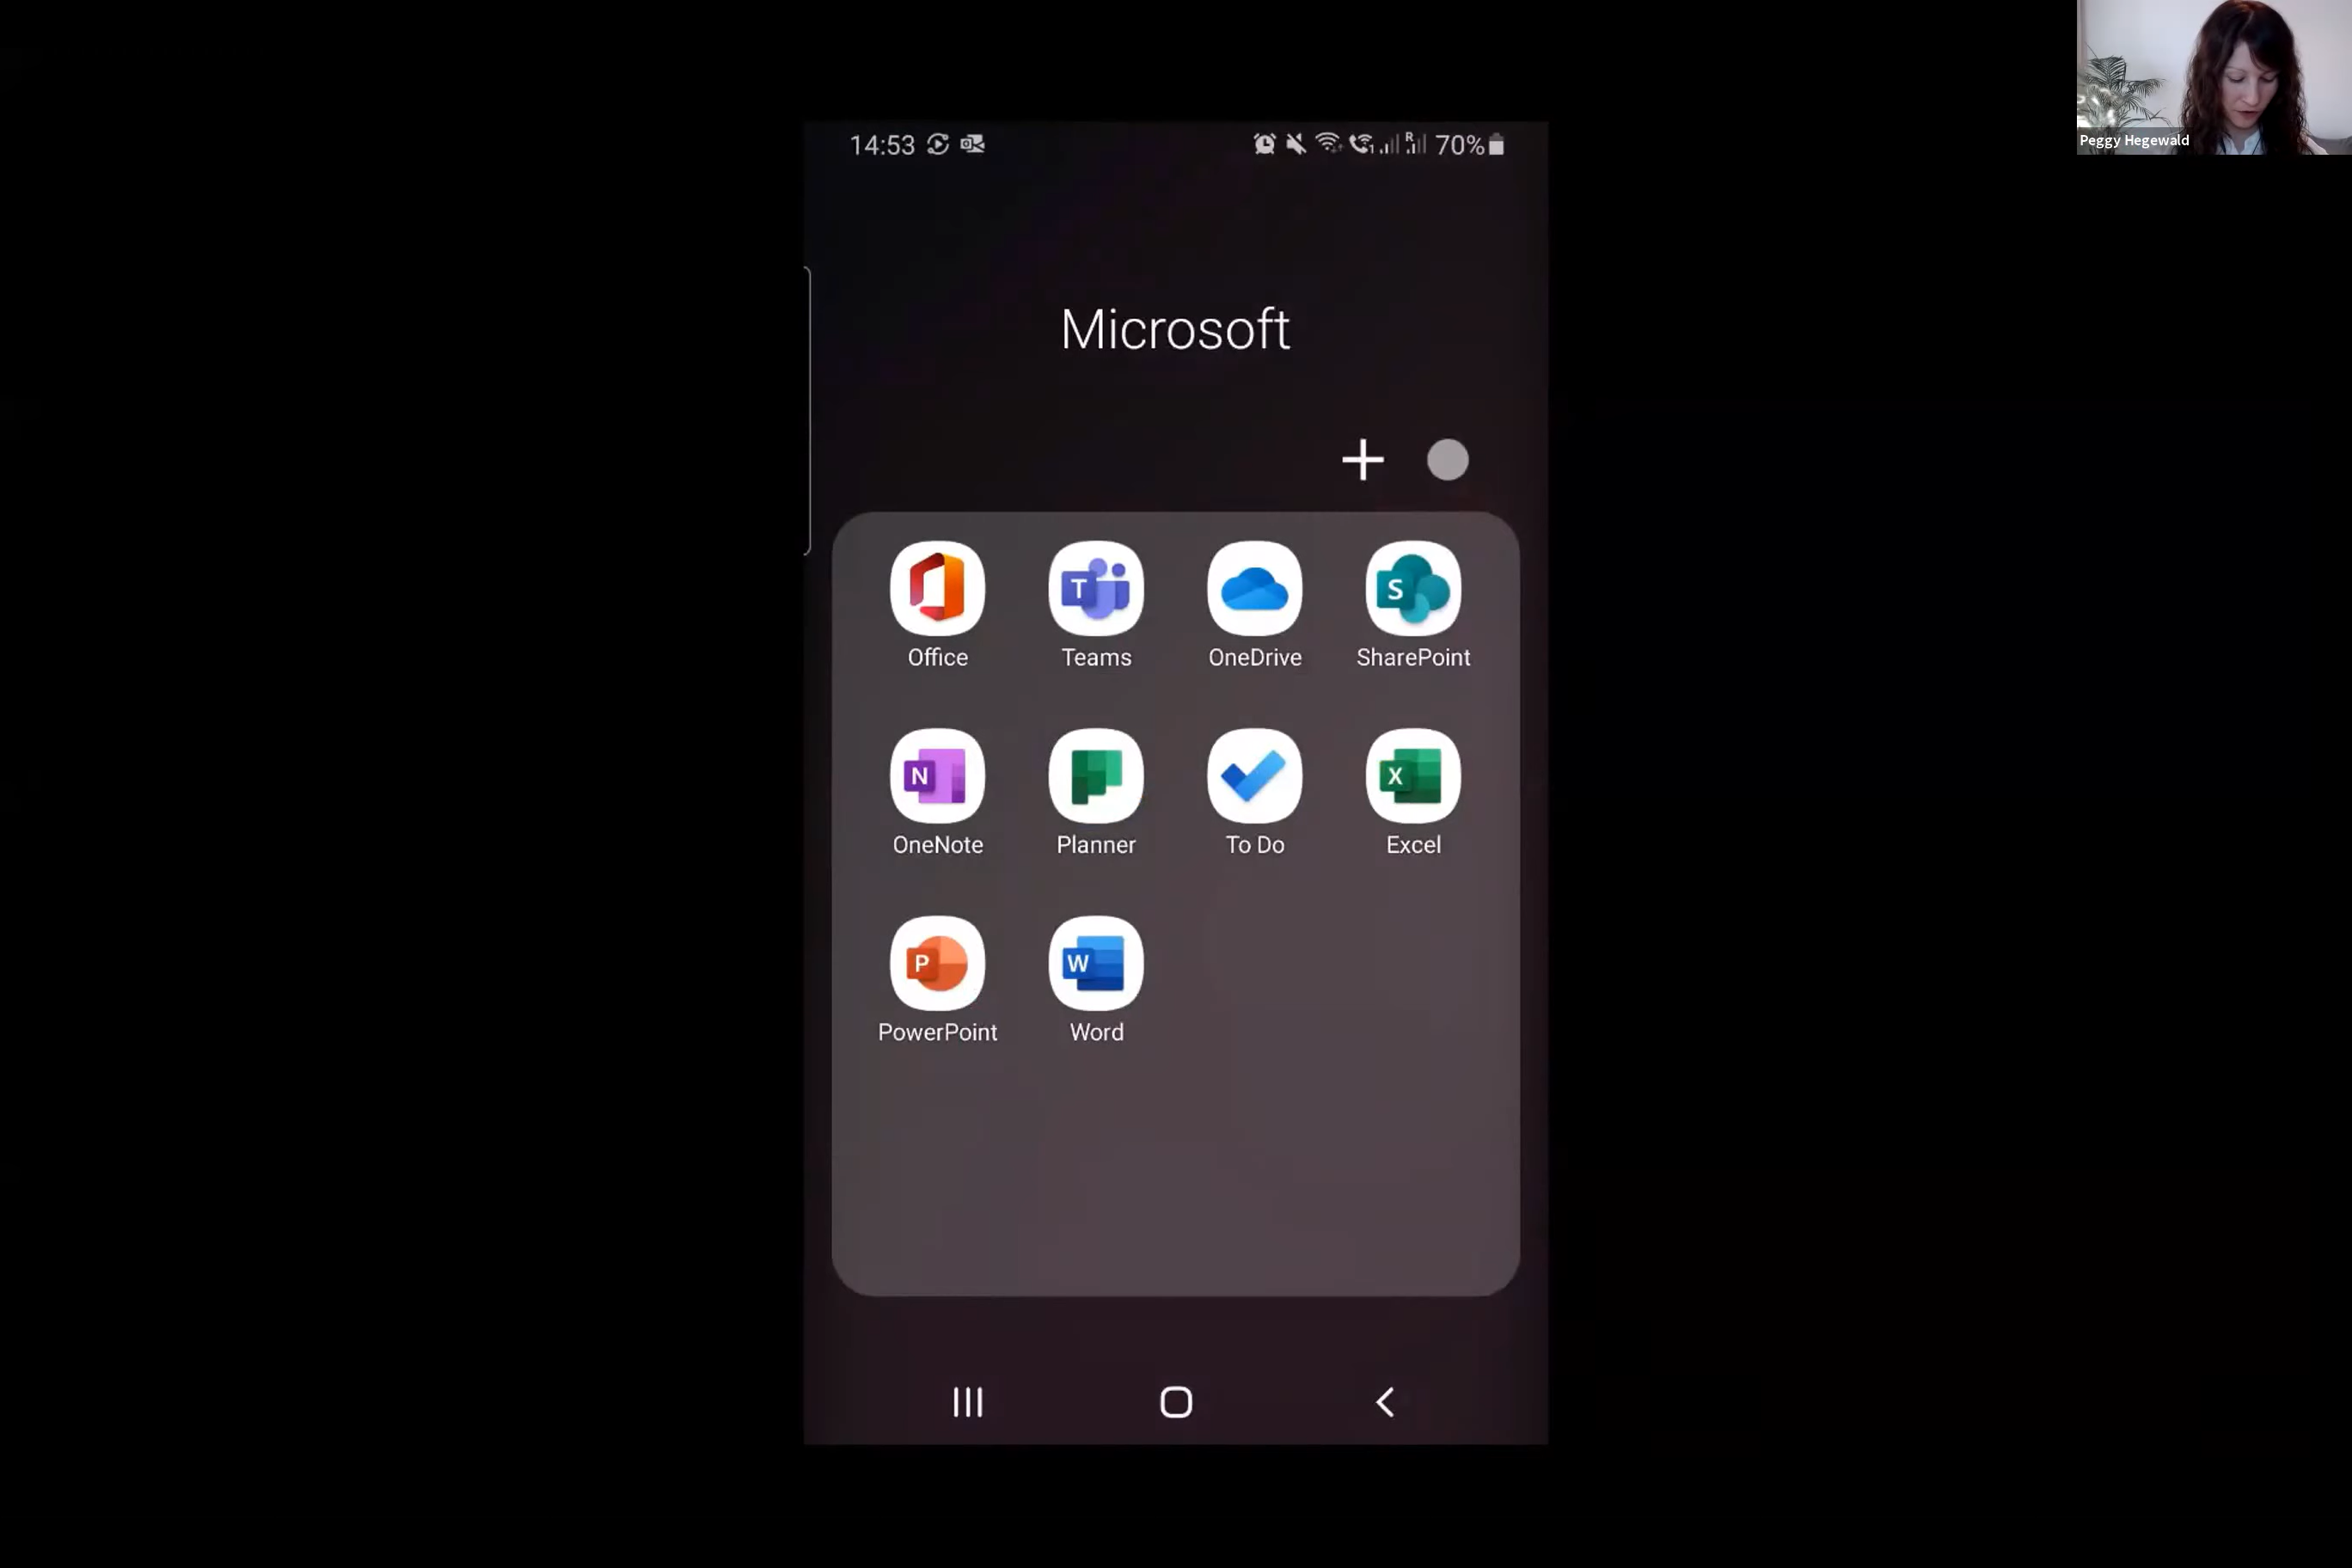 14:53
70%
Peggy Hegewald
Microsoft
Office Teams OneDrive SharePoint
OneNote Planner To Do Excel
PowerPoint Word